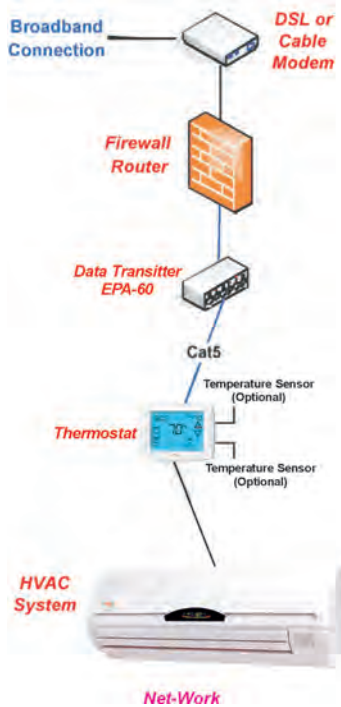 Broadband
Connection
DSL or
Cable
Modem
Firewall
Router
Data Transitter
EPA-60
Cat5
Temperature Sensor
(Optional)
Thermostat
70°
Temperature Sensor
(Optional)
HVAC
System
Net-Work